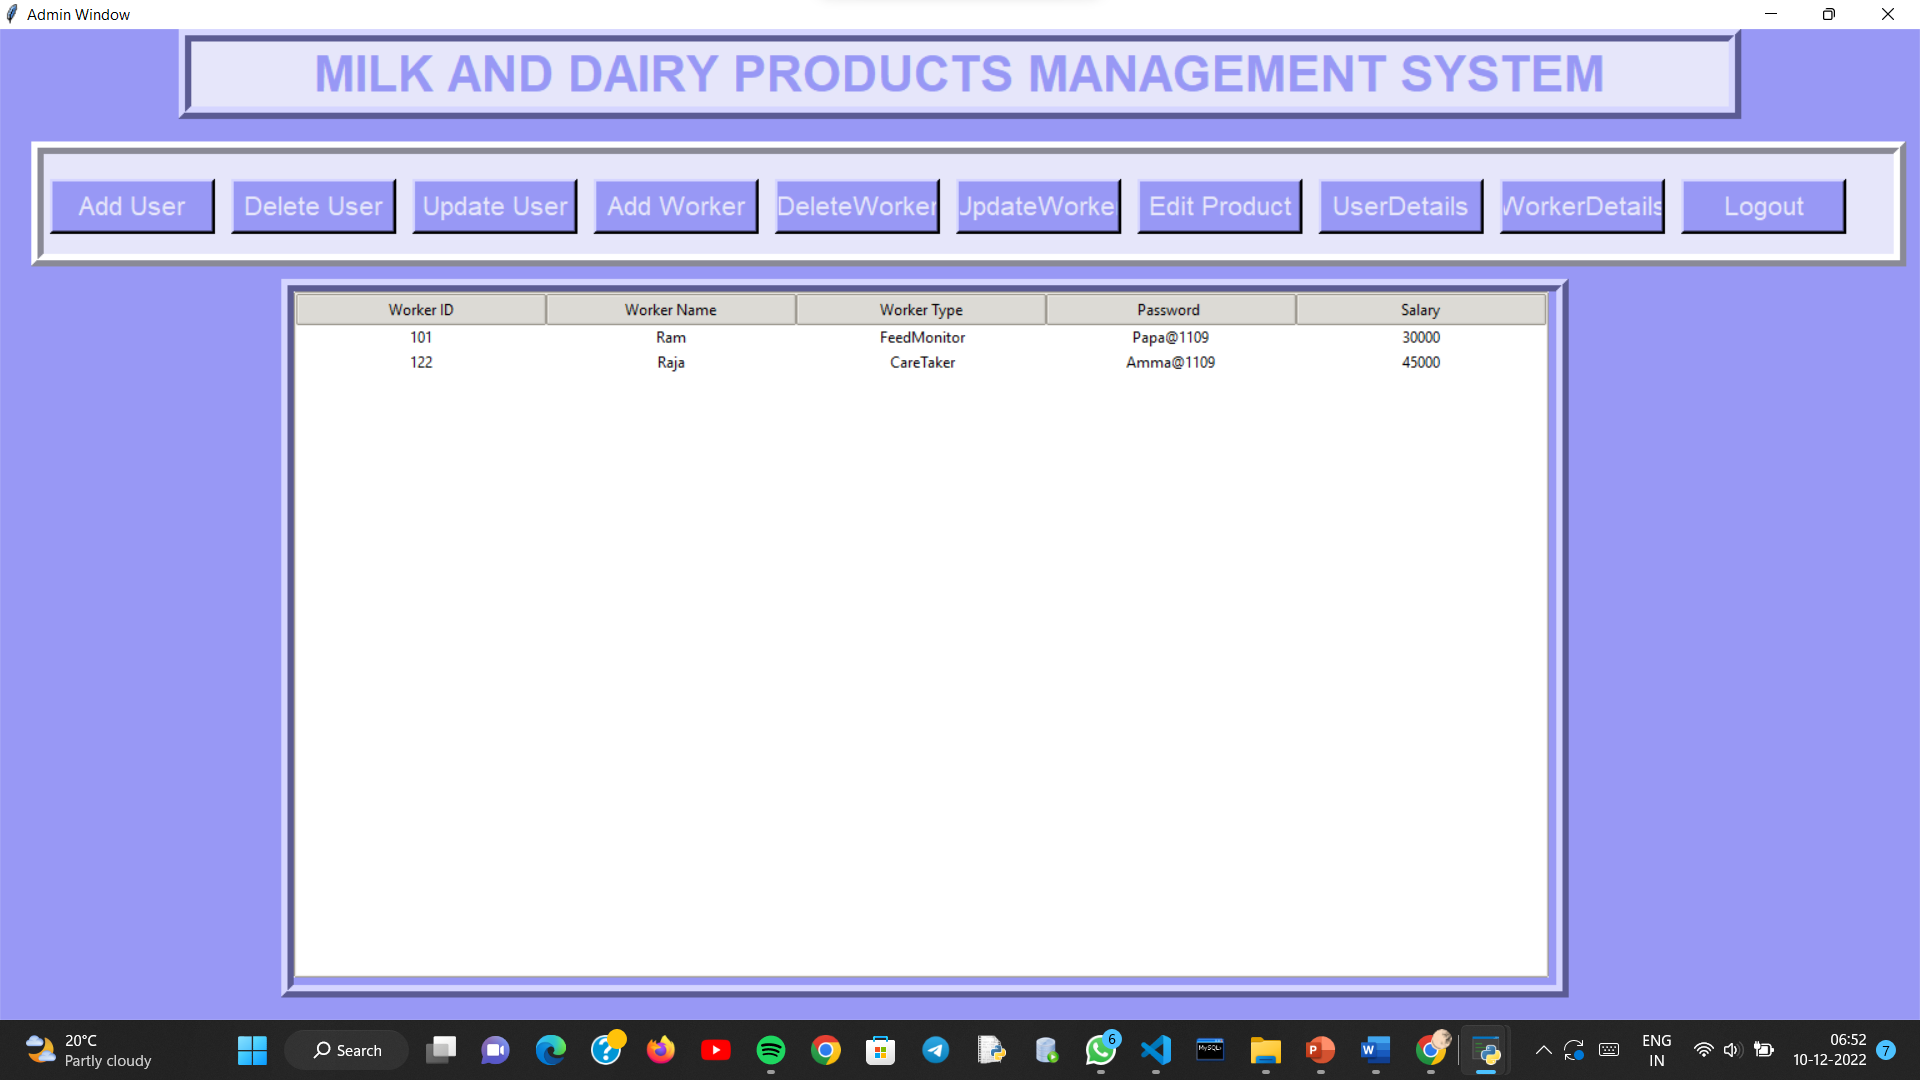 Admin Window
MILK AND DAIRY PRODUCTS MANAGEMENT SYSTEM
Add User Delete User Update User Add Worker DeleteWorker UpdateWorke Edit Product UserDetails WorkerDetails Logout
Worker ID Worker Name Worker Type Password Salary
101 Ram FeedMonitor Papa@1109 30000
122 Raja CareTaker Amma@1109 45000
20°C
Partly cloudy
Search
6
MySQL
ENG
IN
06:52
10-12-2022
7